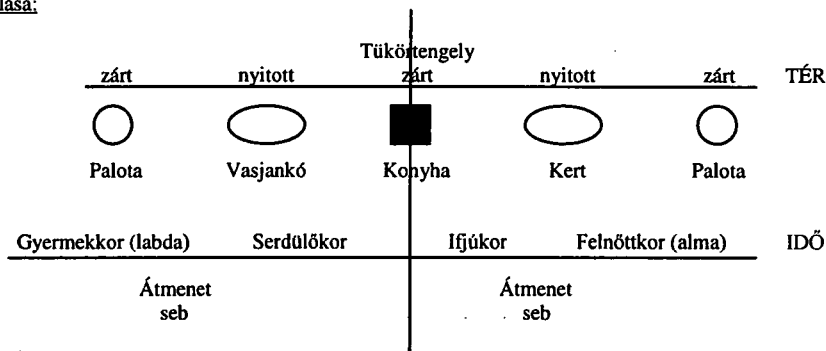 lása:
Tükörtengely
zárt nyitott zárt nyitott zárt TÉR
Palota Vasjankó Konyha Kert Palota
Gyermekkor (labda) Serdülőkor Ifjúkor Felnőttkor (alma) IDŐ
Átmenet Átmenet
seb seb